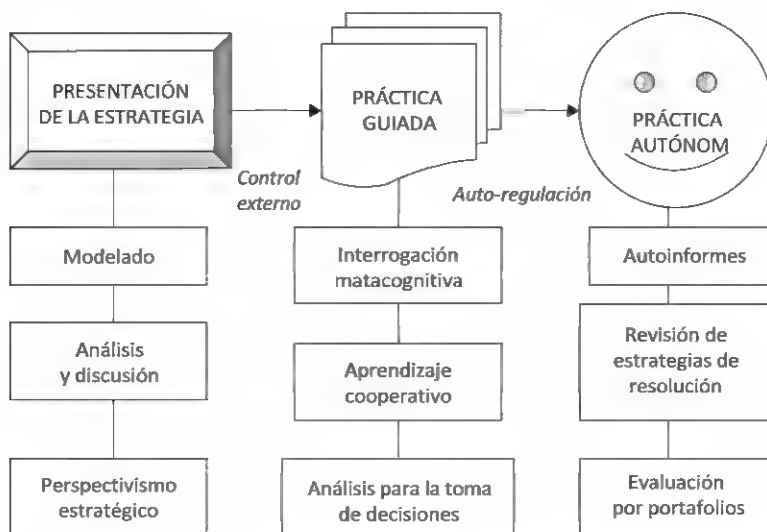 PRESENTACIÓN
DE LA ESTRATEGIA
PRÁCTICA
GUIADA
PRÁCTICA
AUTÓNOM
Control
externo
Auto-regulación
Modelado
Interrogación
matacognitiva
Autoinformes
Análisis
y discusión
Aprendizaje
cooperativo
Revisión de
estrategias de
resolución
Perspectivismo
estratégico
Análisis para la toma
de decisiones
Evaluación
por portafolios